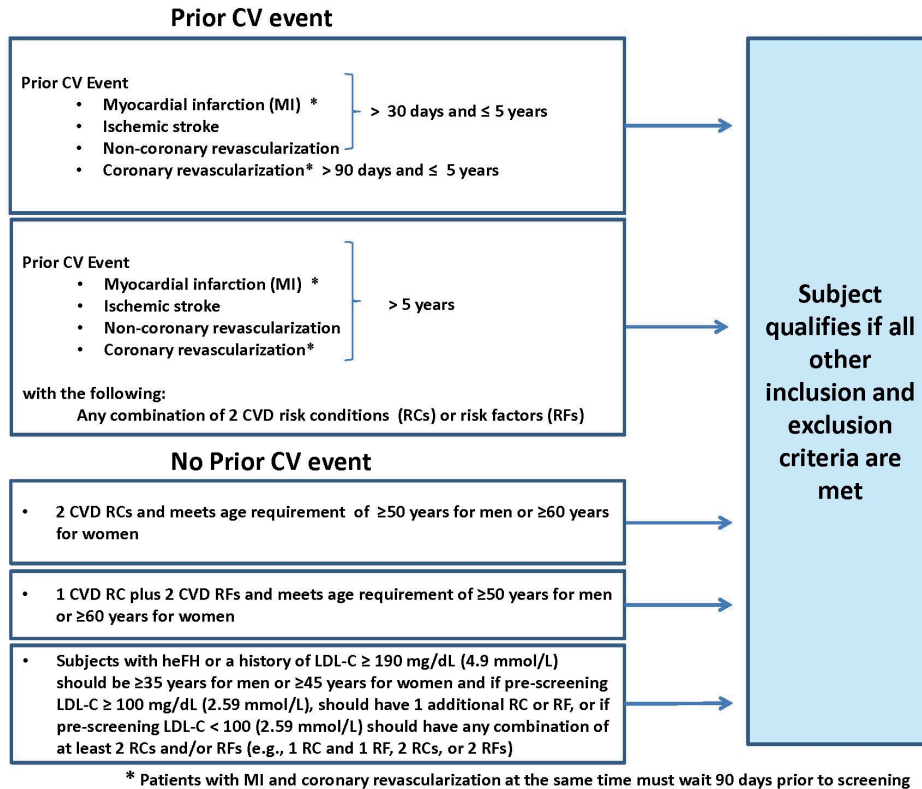 Prior CV event
Prior CV Event
• Myocardial infarction (MI) *
• Ischemic stroke
• Non-coronary revascularization
> 30 days and ≤ 5 years
• Coronary revascularization* > 90 days and ≤ 5 years
Prior CV Event
• Myocardial infarction (MI) *
• Ischemic stroke
• Non-coronary revascularization
• Coronary revascularization*
> 5 years
with the following:
Any combination of 2 CVD risk conditions (RCs) or risk factors (RFs)
No Prior CV event
• 2 CVD RCs and meets age requirement of ≥50 years for men or ≥60 years
for women
• 1 CVD RC plus 2 CVD RFs and meets age requirement of ≥50 years for men
or ≥60 years for women
• Subjects with heFH or a history of LDL-C ≥ 190 mg/dL (4.9 mmol/L)
should be ≥35 years for men or ≥45 years for women and if pre-screening
LDL-C ≥ 100 mg/dL (2.59 mmol/L), should have 1 additional RC or RF, or if
pre-screening LDL-C < 100 (2.59 mmol/L) should have any combination of
at least 2 RCs and/or RFs (e.g., 1 RC and 1 RF, 2 RCs, or 2 RFs)
Subject
qualifies if all
other
inclusion and
exclusion
criteria are
met
* Patients with MI and coronary revascularization at the same time must wait 90 days prior to screening